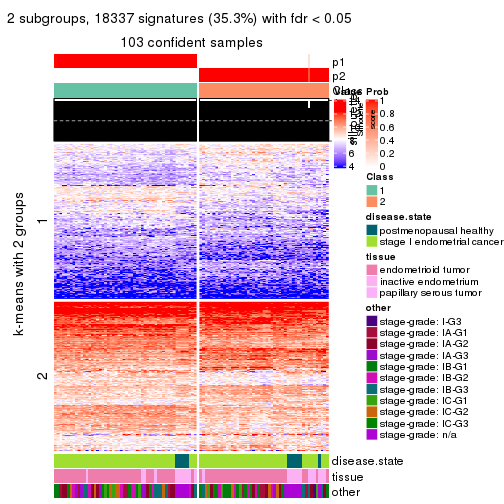 2 subgroups, 18337 signatures (35.3%) with fdr < 0.05
103 confident samples
p1
p2
Class
Silhouette
score
Value
Prob
4
6
1
0.8
0.6
0.4
0.2
0
Class
1
2
disease.state
postmenopausal healthy
stage I endometrial cancer
tissue
endometrioid tumor
inactive endometrium
papillary serous tumor
other
stage-grade: I-G3
stage-grade: IA-G1
stage-grade: IA-G2
stage-grade: IA-G3
stage-grade: IB-G1
stage-grade: IB-G2
stage-grade: IB-G3
stage-grade: IC-G1
stage-grade: IC-G2
stage-grade: IC-G3
stage-grade: n/a
k-means with 2 groups
1
2
disease.state
tissue
other